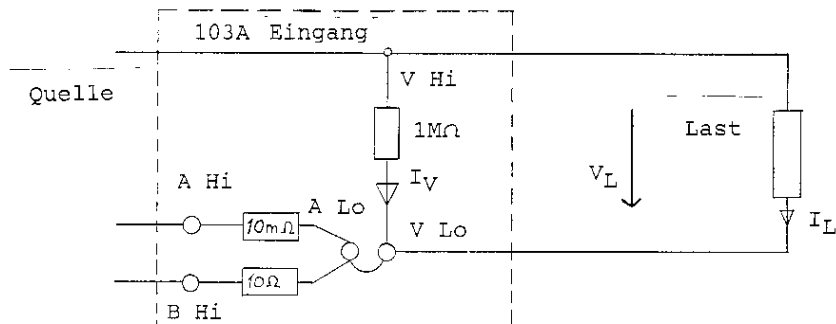 103A Eingang
Quelle
V Hi
1MΩ
Last
A Hi
I_V
V_L
A Lo
10mΩ
V Lo
I_L
10Ω
B Hi